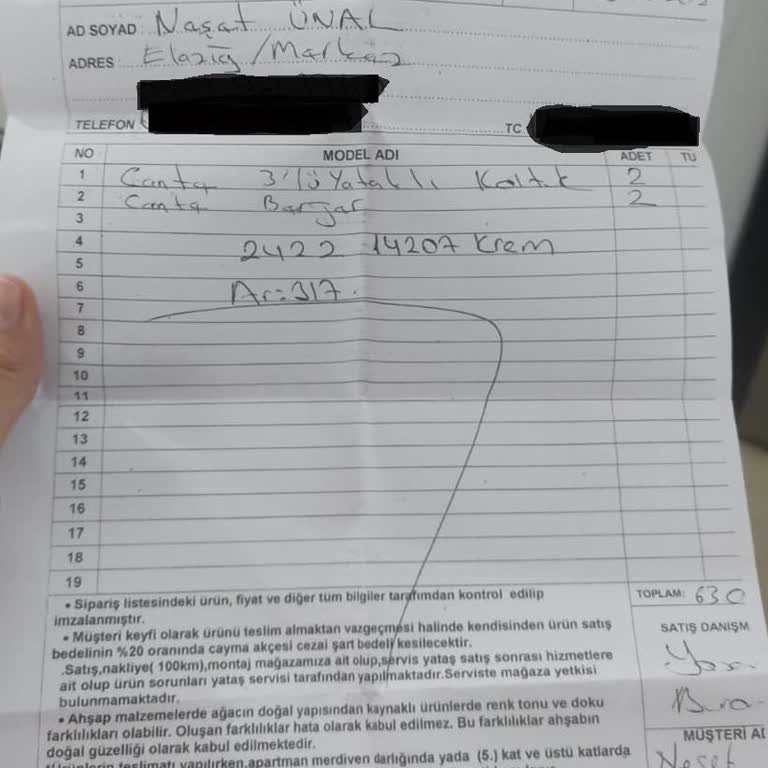 AD SOYAD : Naşat ÜNAL
ADRES : Elazığ/Markaz
TELEFON
TC
NO MODEL ADI ADET TU
1 Canta 3'lü Yataklı Koltuk 2
2 Canta Barjar 2
3
4 2422 14207 Krem
5
6 Ar:317.
7
8
9
10
11
12
13
14
15
16
17
18
19
• Sipariş listesindeki ürün, fiyat ve diğer tüm bilgiler tarafımdan kontrol edilip
imzalanmıştır.
• Müşteri keyfi olarak ürünü teslim almaktan vazgeçmesi halinde kendisinden ürün satış
bedelinin %20 oranında cayma akçesi cezai şart bedeli kesilecektir.
.Satış,nakliye( 100km),montaj mağazamıza ait olup,servis yataş satış sonrası hizmetlere
ait olup ürün sorunları yataş servisi tarafından yapılmaktadır.Serviste mağaza yetkisi
bulunmamaktadır.
• Ahşap malzemelerde ağacın doğal yapısından kaynaklı ürünlerde renk tonu ve doku
farklılıkları olabilir. Oluşan farklılıklar hata olarak kabul edilmez. Bu farklılıklar ahşabın
doğal güzelliği olarak kabul edilmektedir.
teslimatı yapılırken,apartman merdiven darlığında yada (5.) kat ve üstü katlarda
TOPLAM: 630
SATIŞ DANIŞM
MÜŞTERİ AD